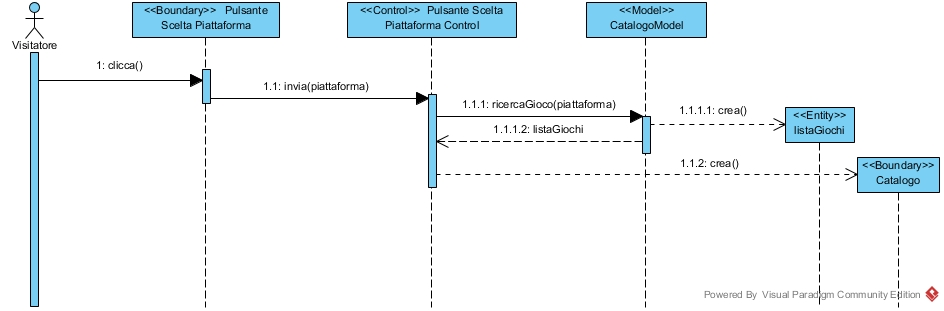 <<Boundary>> Pulsante
Scelta Piattaforma
<<Control>> Pulsante Scelta
Piattaforma Control
<<Model>>
CatalogoModel
Visitatore
1: clicca()
1.1: invia(piattaforma)
1.1.1: ricercaGioco(piattaforma)
1.1.1.1: crea()
<<Entity>>
listaGiochi
1.1.1.2: listaGiochi
1.1.2: crea()
<<Boundary>>
Catalogo
Powered By Visual Paradigm Community Edition